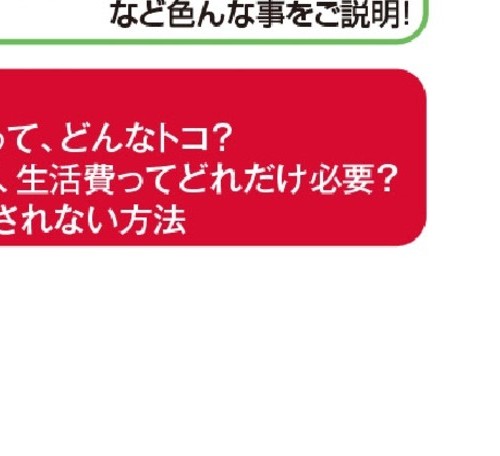 など色んな事をご説明!
って、どんなトコ?
、生活費ってどれだけ必要?
されない方法